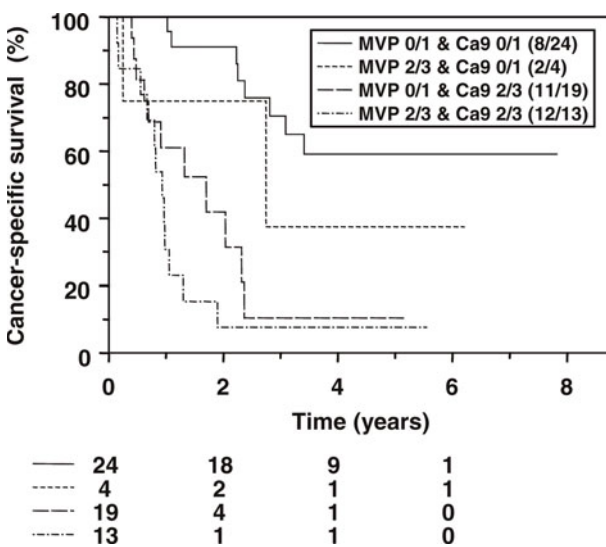 Cancer-specific survival (%)
100
80
60
40
20
0
MVP 0/1 & Ca9 0/1 (8/24)
MVP 2/3 & Ca9 0/1 (2/4)
MVP 0/1 & Ca9 2/3 (11/19)
MVP 2/3 & Ca9 2/3 (12/13)
0 2 4 6 8
Time (years)
24 18 9 1
4 2 1 1
19 4 1 0
13 1 1 0